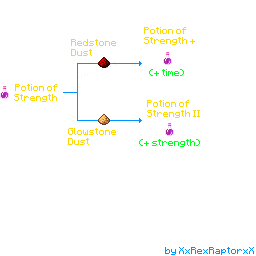 Redstone
Dust
Potion of
Strength +
(+ time)
Potion of
Strength
Glowstone
Dust
Potion of
Strength II
(+ strength)
by XxRexRaptorxX